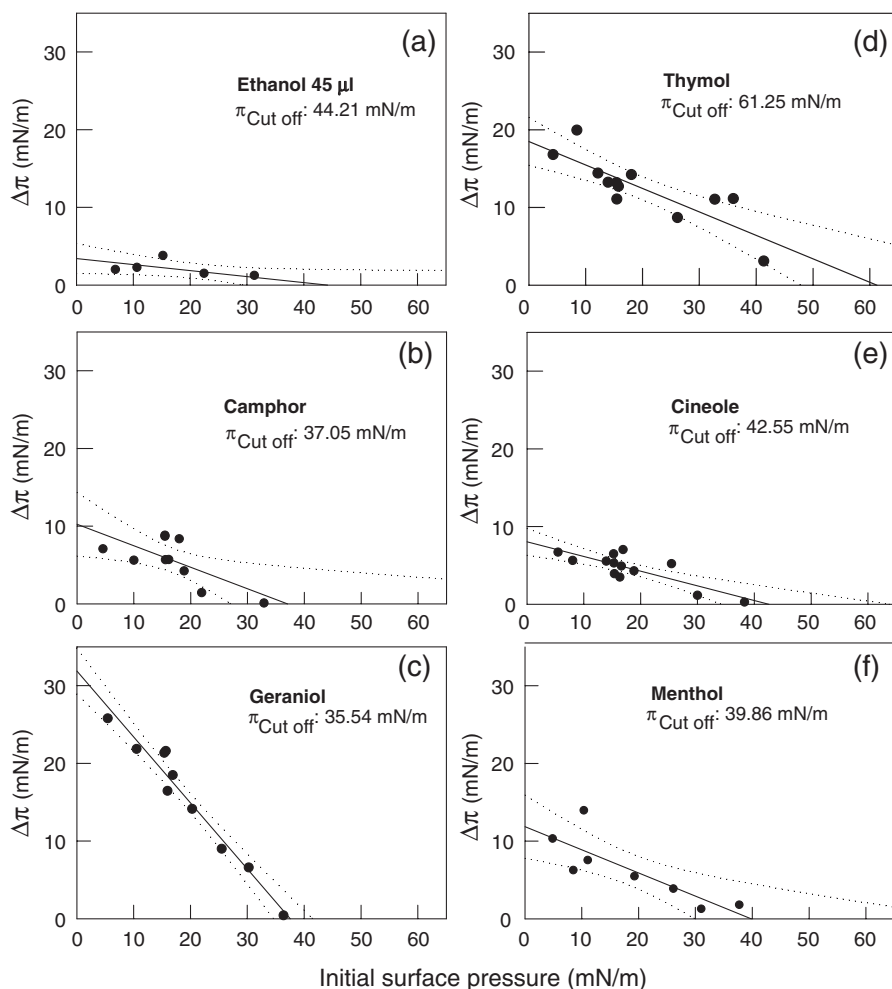 (a)
Ethanol 45 μl
πCut off: 44.21 mN/m
Δπ (mN/m)
30
20
10
0
0 10 20 30 40 50 60
(d)
Thymol
πCut off: 61.25 mN/m
Δπ (mN/m)
30
20
10
0
0 10 20 30 40 50 60
(b)
Camphor
πCut off: 37.05 mN/m
Δπ (mN/m)
30
20
10
0
0 10 20 30 40 50 60
(e)
Cineole
πCut off: 42.55 mN/m
Δπ (mN/m)
30
20
10
0
0 10 20 30 40 50 60
(c)
Geraniol
πCut off: 35.54 mN/m
Δπ (mN/m)
30
20
10
0
0 10 20 30 40 50 60
(f)
Menthol
πCut off: 39.86 mN/m
Δπ (mN/m)
30
20
10
0
0 10 20 30 40 50 60
Initial surface pressure (mN/m)